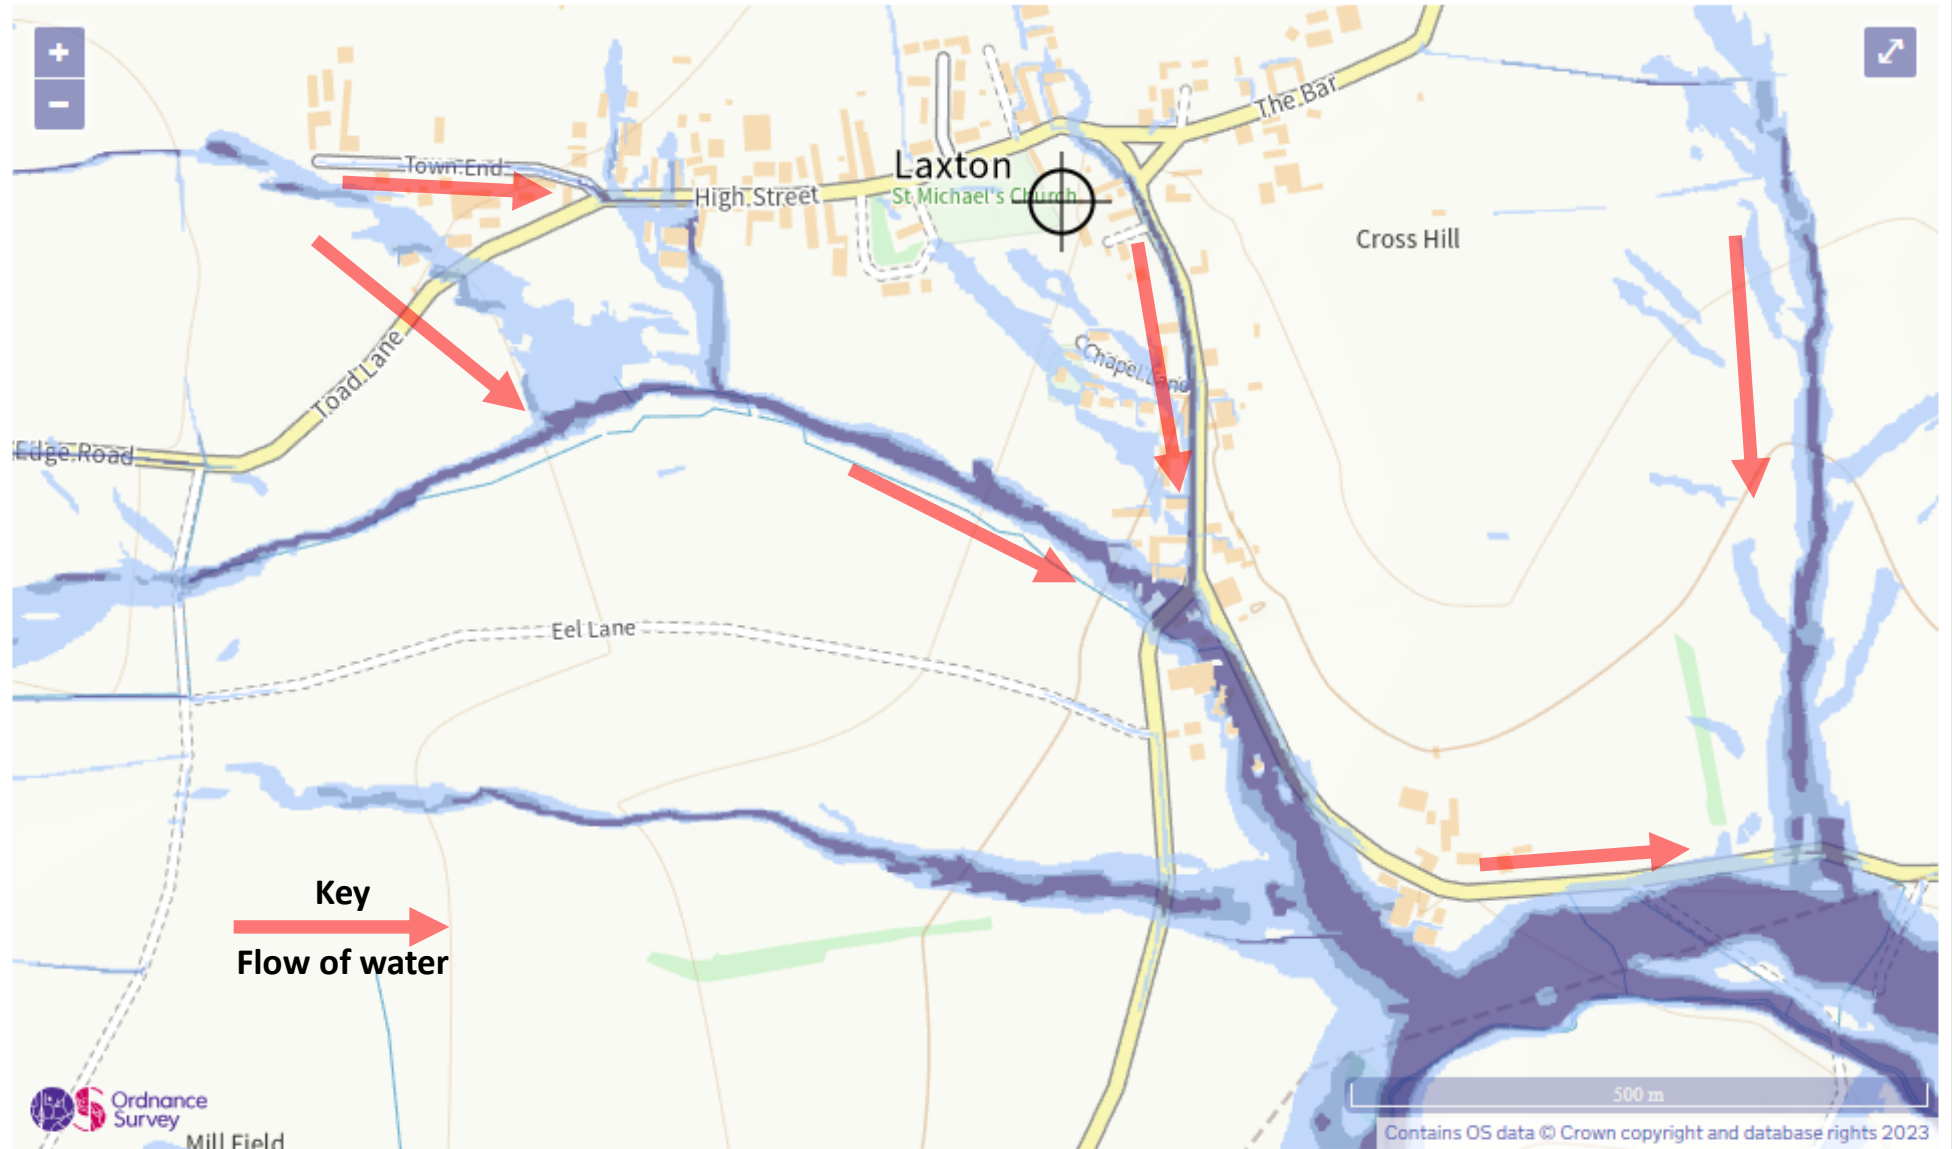 +
−
The Bar
Town End
Laxton
High Street
St Michael's Church
Cross Hill
Chapel Lane
Toad Lane
Edge Road
Eel Lane
Key
Flow of water
Ordnance
Survey
Mill Field
500 m
Contains OS data © Crown copyright and database rights 2023